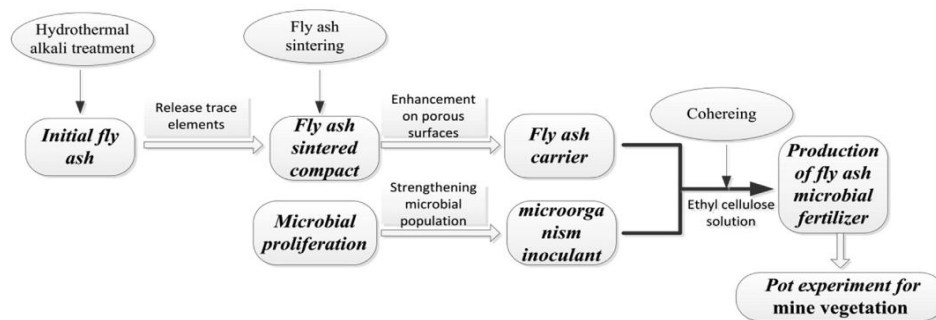 Hydrothermal
alkali treatment
Fly ash
sintering
Release trace
elements
Enhancement
on porous
surfaces
Cohereing
Initial fly
ash
Fly ash
sintered
compact
Fly ash
carrier
Production
of fly ash
microbial
fertilizer
Ethyl cellulose
solution
Microbial
proliferation
Strengthening
microbial
population
microorga
nism
inoculant
Pot experiment for
mine vegetation